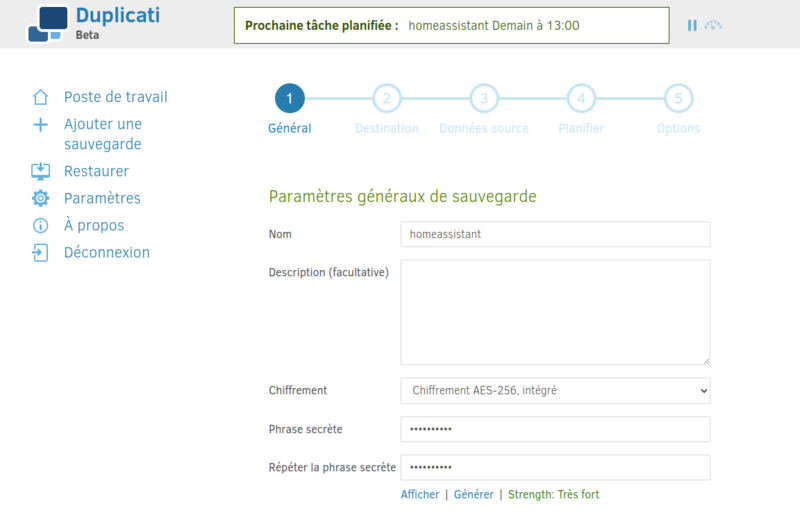 Duplicati
Beta
Prochaine tâche planifiée : homeassistant Demain à 13:00
Poste de travail
Ajouter une
sauvegarde
Restaurer
Paramètres
À propos
Déconnexion
1 2 3 4 5
Général Destination Données source Planifier Options
Paramètres généraux de sauvegarde
Nom homeassistant
Description (facultative)
Chiffrement Chiffrement AES-256, intégré
Phrase secrète ••••••••••
Répéter la phrase secrète ••••••••••
Afficher | Générer | Strength: Très fort